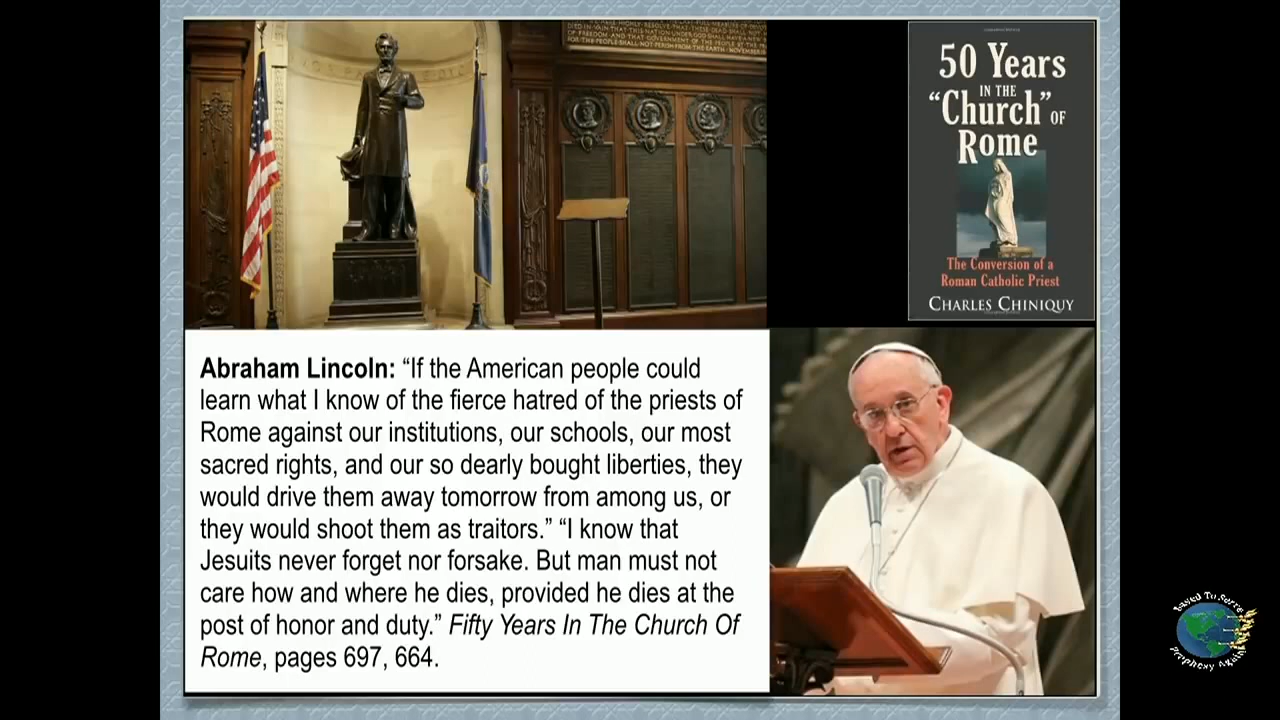 50 Years
IN THE
“Church” OF
Rome
The Conversion of a
Roman Catholic Priest
CHARLES CHINIQUY
Abraham Lincoln: “If the American people could
learn what I know of the fierce hatred of the priests of
Rome against our institutions, our schools, our most
sacred rights, and our so dearly bought liberties, they
would drive them away tomorrow from among us, or
they would shoot them as traitors.” “I know that
Jesuits never forget nor forsake. But man must not
care how and where he dies, provided he dies at the
post of honor and duty.” Fifty Years In The Church Of
Rome, pages 697, 664.